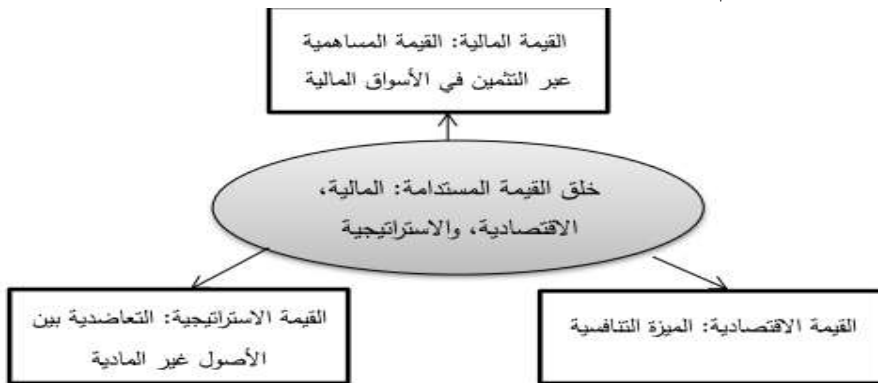 القيمة المالية: القيمة المساهمية
عبر التثمين في الأسواق المالية
خلق القيمة المستدامة: المالية،
الاقتصادية، والاستراتيجية
القيمة الاقتصادية: الميزة التنافسية
القيمة الاستراتيجية: التعاضدية بين
الأصول غير المادية